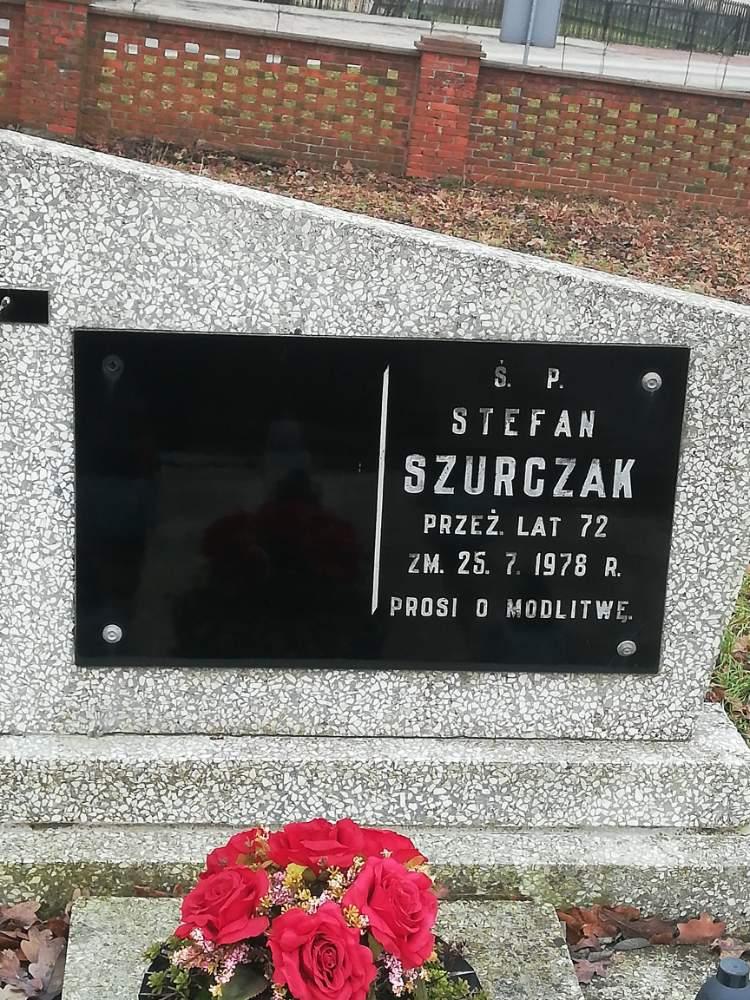 Ś. P.
STEFAN
SZURCZAK
PRZEŻ. LAT 72
ZM. 25. 7. 1978 R.
PROSI O MODLITWĘ.